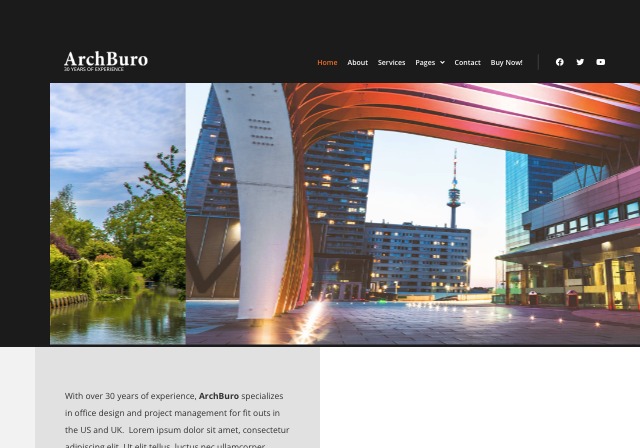 ArchBuro
30 YEARS OF EXPERIENCE
Home About Services Pages Contact Buy Now!
With over 30 years of experience, ArchBuro specializes
in office design and project management for fit outs in
the US and UK. Lorem ipsum dolor sit amet, consectetur
adipiscing elit. Ut elit tellus, luctus nec ullamcorper